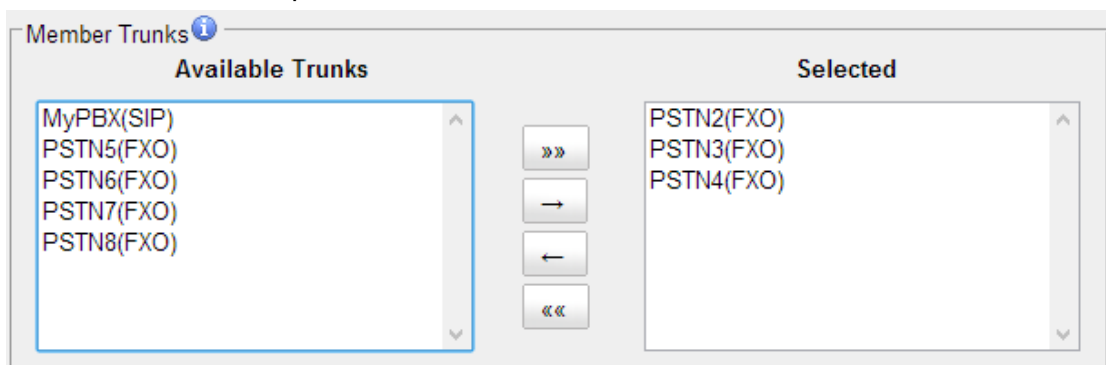 Member Trunks
Available Trunks
Selected
MyPBX(SIP)
PSTN5(FXO)
PSTN6(FXO)
PSTN7(FXO)
PSTN8(FXO)
»»
→
←
««
PSTN2(FXO)
PSTN3(FXO)
PSTN4(FXO)